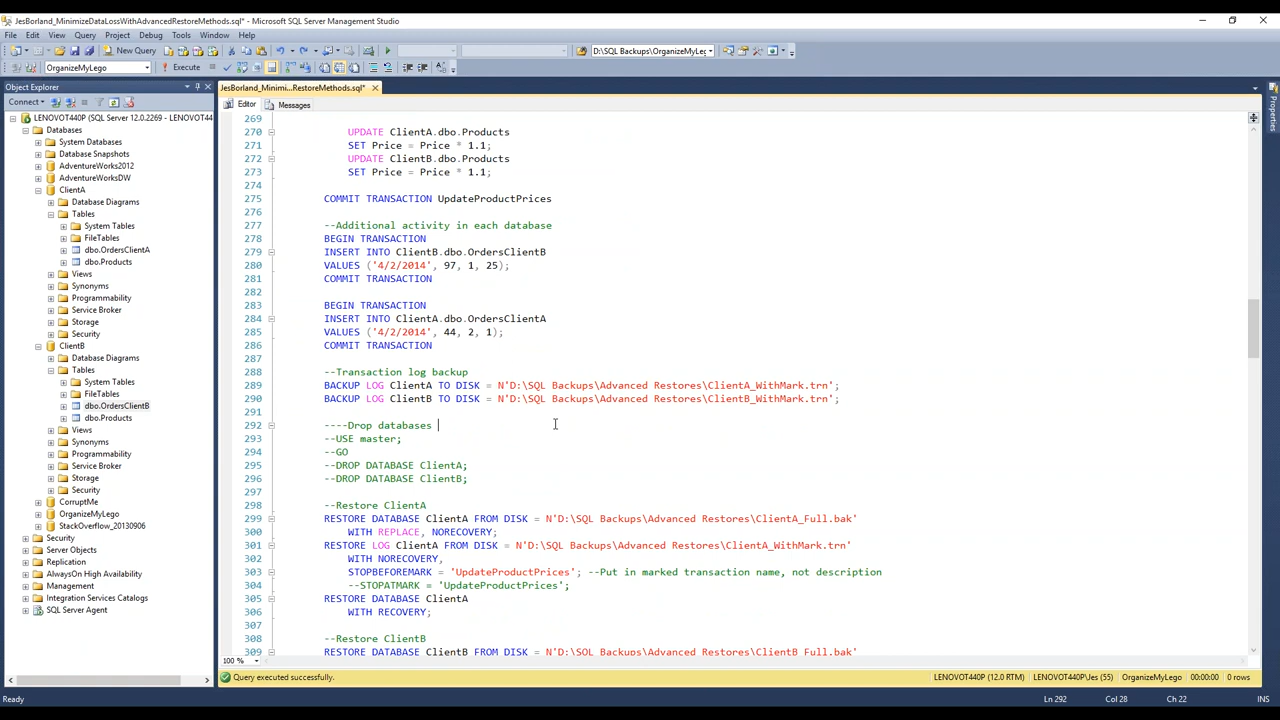 JesBorland_MinimizeDataLossWithAdvancedRestoreMethods.sql* - Microsoft SQL Server Management Studio
File Edit View Query Project Debug Tools Window Help
New Query D:\SQL Backups\OrganizeMyLeg
OrganizeMyLego Execute
Object Explorer
JesBorland_Minimi...RestoreMethods.sql*
Properties
Connect
Editor Messages
LENOVOT440P (SQL Server 12.0.2269 - LENOVOT44
Databases
System Databases
Database Snapshots
AdventureWorks2012
AdventureWorksDW
ClientA
Database Diagrams
Tables
System Tables
FileTables
dbo.OrdersClientA
dbo.Products
Views
Synonyms
Programmability
Service Broker
Storage
Security
ClientB
Database Diagrams
Tables
System Tables
FileTables
dbo.OrdersClientB
dbo.Products
Views
Synonyms
Programmability
Service Broker
Storage
Security
CorruptMe
OrganizeMyLego
StackOverflow_20130906
Security
Server Objects
Replication
AlwaysOn High Availability
Management
Integration Services Catalogs
SQL Server Agent
269
270 UPDATE ClientA.dbo.Products
271 SET Price = Price * 1.1;
272 UPDATE ClientB.dbo.Products
273 SET Price = Price * 1.1;
274
275 COMMIT TRANSACTION UpdateProductPrices
276
277 --Additional activity in each database
278 BEGIN TRANSACTION
279 INSERT INTO ClientB.dbo.OrdersClientB
280 VALUES ('4/2/2014', 97, 1, 25);
281 COMMIT TRANSACTION
282
283 BEGIN TRANSACTION
284 INSERT INTO ClientA.dbo.OrdersClientA
285 VALUES ('4/2/2014', 44, 2, 1);
286 COMMIT TRANSACTION
287
288 --Transaction log backup
289 BACKUP LOG ClientA TO DISK = N'D:\SQL Backups\Advanced Restores\ClientA_WithMark.trn';
290 BACKUP LOG ClientB TO DISK = N'D:\SQL Backups\Advanced Restores\ClientB_WithMark.trn';
291
292 ----Drop databases
293 --USE master;
294 --GO
295 --DROP DATABASE ClientA;
296 --DROP DATABASE ClientB;
297
298 --Restore ClientA
299 RESTORE DATABASE ClientA FROM DISK = N'D:\SQL Backups\Advanced Restores\ClientA_Full.bak'
300 WITH REPLACE, NORECOVERY;
301 RESTORE LOG ClientA FROM DISK = N'D:\SQL Backups\Advanced Restores\ClientA_WithMark.trn'
302 WITH NORECOVERY,
303 STOPBEFOREMARK = 'UpdateProductPrices'; --Put in marked transaction name, not description
304 --STOPATMARK = 'UpdateProductPrices';
305 RESTORE DATABASE ClientA
306 WITH RECOVERY;
307
308 --Restore ClientB
309 RESTORE DATABASE ClientB FROM DISK = N'D:\SQL Backups\Advanced Restores\ClientB_Full.bak'
100 %
Query executed successfully. LENOVOT440P (12.0 RTM) LENOVOT440P\Jes (55) OrganizeMyLego 00:00:00 0 rows
Ready Ln 292 Col 28 Ch 22 INS